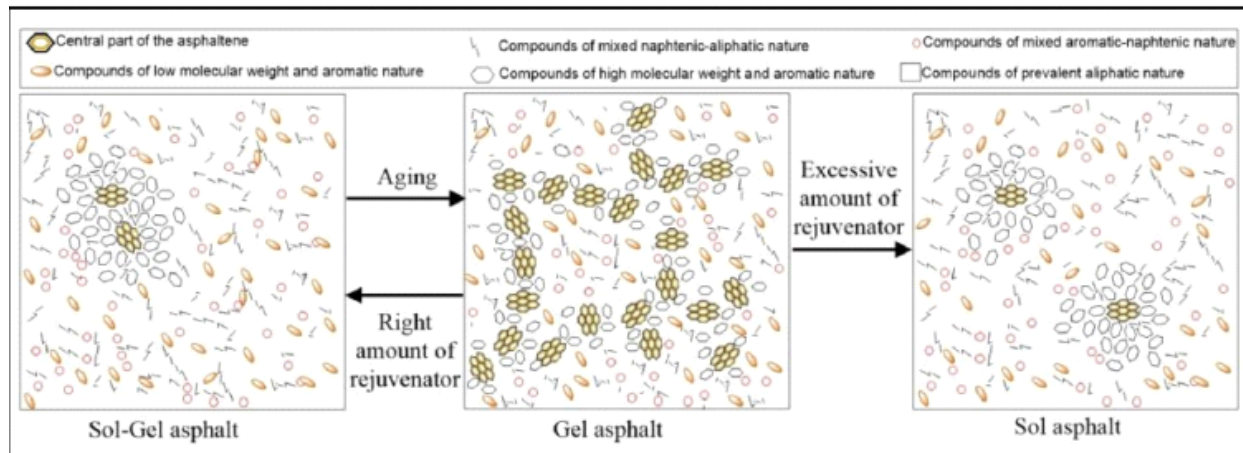 Central part of the asphaltene
Compounds of mixed naphtenic-aliphatic nature
Compounds of mixed aromatic-naphtenic nature
Compounds of low molecular weight and aromatic nature
Compounds of high molecular weight and aromatic nature
Compounds of prevalent aliphatic nature
Aging
Right
amount of
rejuvenator
Excessive
amount of
rejuvenator
Sol-Gel asphalt
Gel asphalt
Sol asphalt